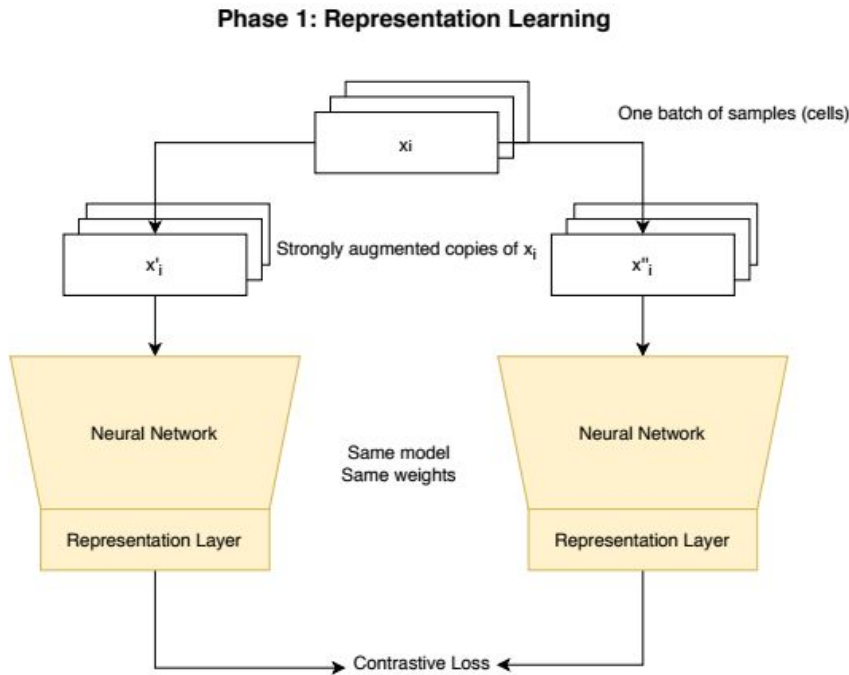 Phase 1: Representation Learning
One batch of samples (cells)
xi
Strongly augmented copies of xi
x'i
x"i
Neural Network
Neural Network
Same model
Same weights
Representation Layer
Representation Layer
Contrastive Loss